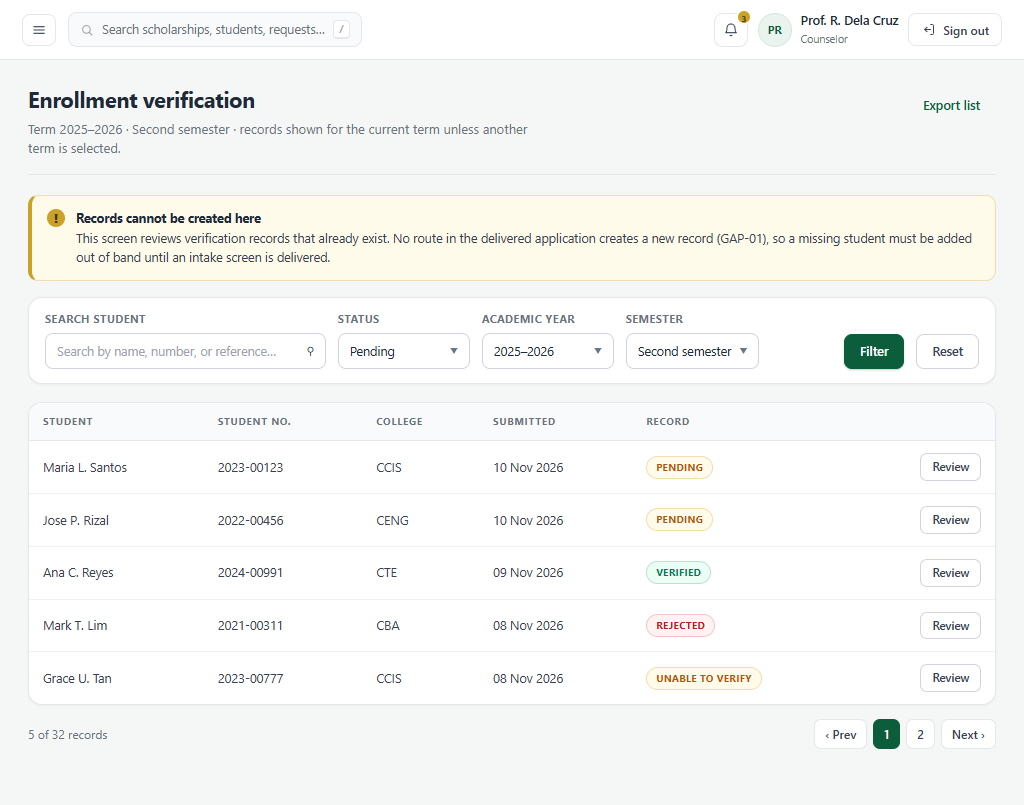 Search scholarships, students, requests... /
3
PR
Prof. R. Dela Cruz
Counselor
Sign out
Enrollment verification
Export list
Term 2025–2026 · Second semester · records shown for the current term unless another
term is selected.
!
Records cannot be created here
This screen reviews verification records that already exist. No route in the delivered application creates a new record (GAP-01), so a missing student must be added
out of band until an intake screen is delivered.
SEARCH STUDENT STATUS ACADEMIC YEAR SEMESTER
Search by name, number, or reference... Pending 2025–2026 Second semester Filter Reset
STUDENT STUDENT NO. COLLEGE SUBMITTED RECORD
Maria L. Santos 2023-00123 CCIS 10 Nov 2026 PENDING Review
Jose P. Rizal 2022-00456 CENG 10 Nov 2026 PENDING Review
Ana C. Reyes 2024-00991 CTE 09 Nov 2026 VERIFIED Review
Mark T. Lim 2021-00311 CBA 08 Nov 2026 REJECTED Review
Grace U. Tan 2023-00777 CCIS 08 Nov 2026 UNABLE TO VERIFY Review
5 of 32 records ‹ Prev 1 2 Next ›